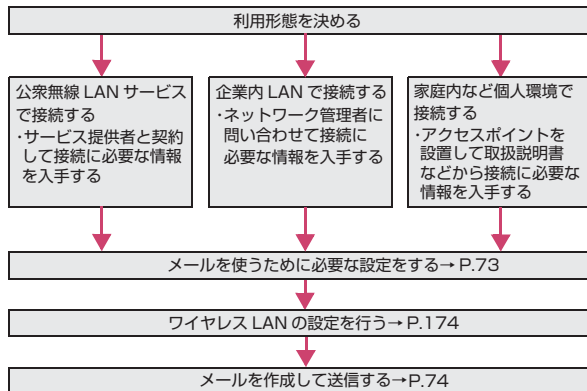 利用形態を決める
公衆無線 LAN サービス
で接続する
・サービス提供者と契約
して接続に必要な情報
を入手する
企業内 LAN で接続する
・ネットワーク管理者に
問い合わせて接続に
必要な情報を入手する
家庭内など個人環境で
接続する
・アクセスポイントを
設置して取扱説明書
などから接続に必要な
情報を入手する
メールを使うために必要な設定をする→ P.73
ワイヤレス LAN の設定を行う→ P.174
メールを作成して送信する→P.74